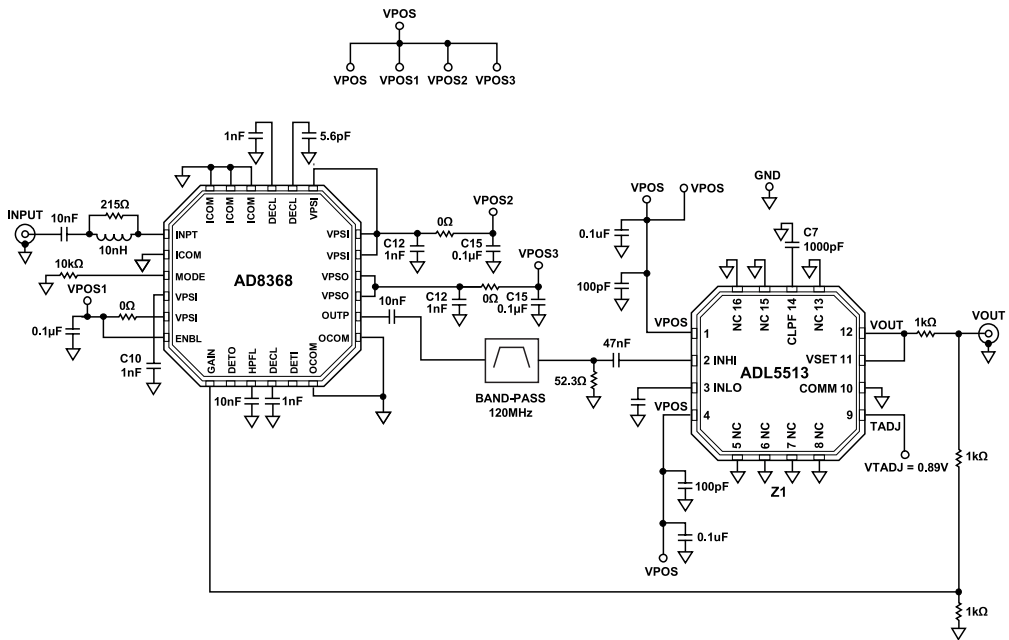 VPOS
VPOS VPOS1 VPOS2 VPOS3
1nF
5.6pF
INPUT
10nF
215Ω
10nH
10kΩ
VPOS1
0Ω
0.1µF
C10
1nF
ICOM
ICOM
ICOM
DECL
DECL
VPSI
INPT
ICOM
MODE
VPSI
VPSI
ENBL
AD8368
VPSI
VPSI
VPSO
VPSO
OUTP
OCOM
GAIN
DETO
HPFL
DECL
DETI
OCOM
10nF
1nF
C12
1nF
0Ω
VPOS2
C15
0.1µF
VPOS3
C12
1nF
0Ω
C15
0.1µF
10nF
BAND-PASS
120MHz
52.3Ω
47nF
VPOS
VPOS
0.1uF
100pF
GND
C7
1000pF
NC 16
NC 15
CLPF 14
NC 13
VPOS
1
2 INHI
3 INLO
VPOS
4
ADL5513
12
VSET 11
COMM 10
9
VOUT
1kΩ
VOUT
TADJ
VTADJ = 0.89V
5 NC
6 NC
7 NC
8 NC
Z1
100pF
0.1uF
VPOS
1kΩ
1kΩ